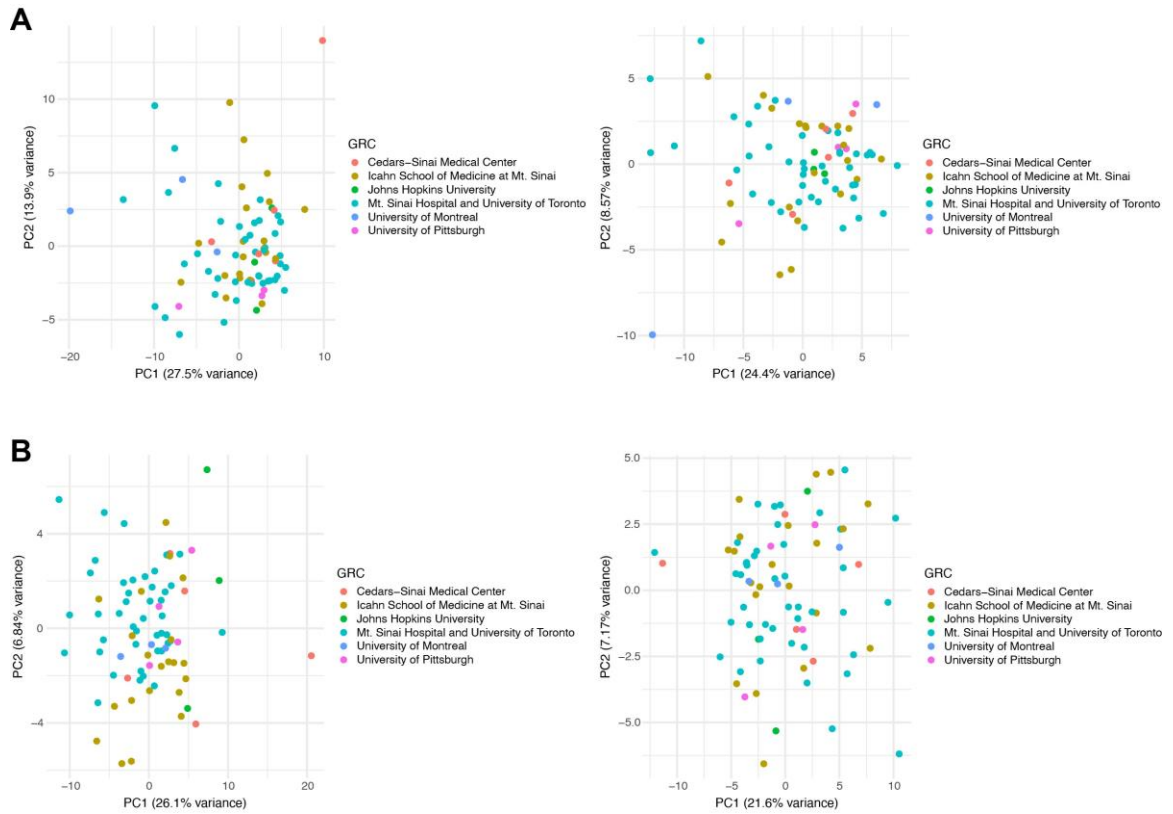 A
10
5
0
−5
−20
−10
0
10
PC2 (13.9% variance)
PC1 (27.5% variance)
GRC
Cedars−Sinai Medical Center
Icahn School of Medicine at Mt. Sinai
Johns Hopkins University
Mt. Sinai Hospital and University of Toronto
University of Montreal
University of Pittsburgh
5
0
−5
−10
−10
−5
0
5
PC2 (8.57% variance)
PC1 (24.4% variance)
GRC
Cedars−Sinai Medical Center
Icahn School of Medicine at Mt. Sinai
Johns Hopkins University
Mt. Sinai Hospital and University of Toronto
University of Montreal
University of Pittsburgh
B
4
0
−4
−10
0
10
20
PC2 (6.84% variance)
PC1 (26.1% variance)
GRC
Cedars−Sinai Medical Center
Icahn School of Medicine at Mt. Sinai
Johns Hopkins University
Mt. Sinai Hospital and University of Toronto
University of Montreal
University of Pittsburgh
5.0
2.5
0.0
−2.5
−5.0
−10
−5
0
5
10
PC2 (7.17% variance)
PC1 (21.6% variance)
GRC
Cedars−Sinai Medical Center
Icahn School of Medicine at Mt. Sinai
Johns Hopkins University
Mt. Sinai Hospital and University of Toronto
University of Montreal
University of Pittsburgh